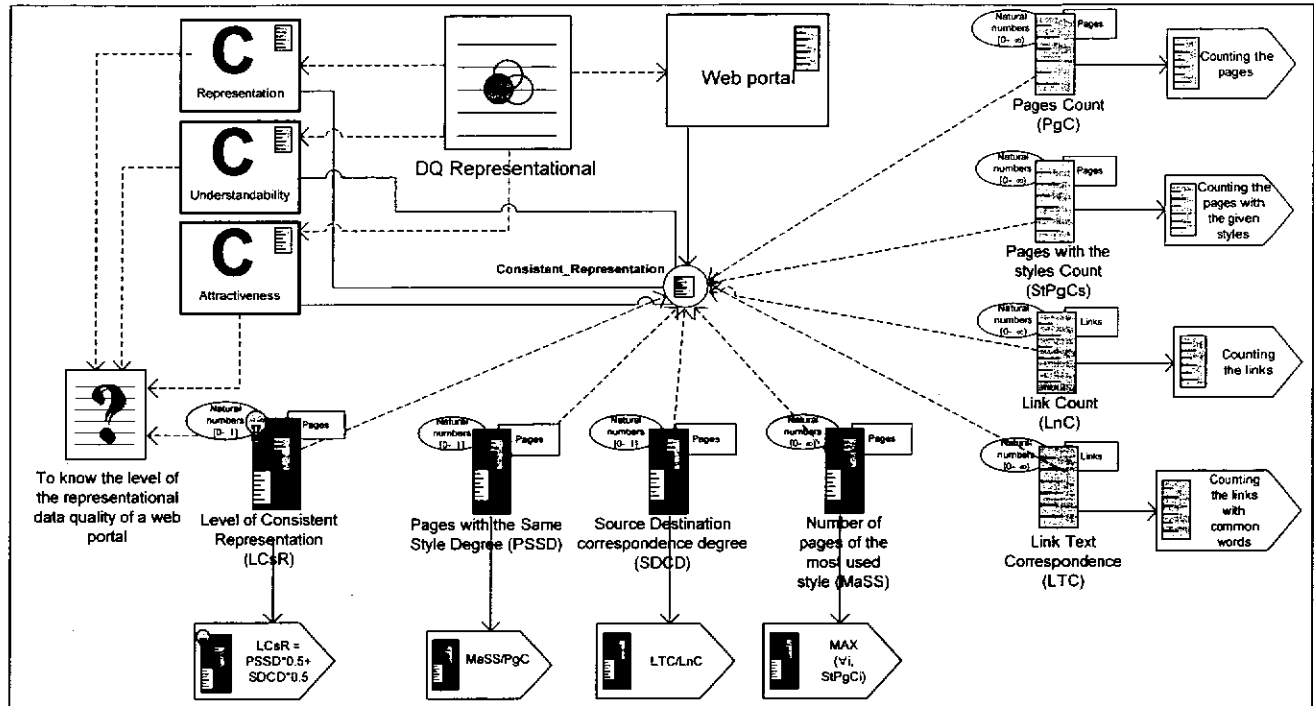 C
Representation
C
Understandability
C
Attractiveness
DQ Representational
Web portal
Consistent_Representation
?
To know the level of
the representational
data quality of a web
portal
Natural
numbers
[0- ∞)
Pages
Pages Count
(PgC)
Counting the
pages
Natural
numbers
[0- ∞)
Pages
Pages with the
styles Count
(StPgCs)
Counting the
pages with
the given
styles
Natural
numbers
[0- ∞)
Links
Link Count
(LnC)
Counting
the links
Natural
numbers
[0- ∞)
Links
Link Text
Correspondence
(LTC)
Counting
the links
with
common
words
Natural
numbers
[0- 1]
Pages
Level of Consistent
Representation
(LCsR)
LCsR =
PSSD*0.5+
SDCD*0.5
Natural
numbers
[0- 1]
Pages
Pages with the Same
Style Degree (PSSD)
MaSS/PgC
Natural
numbers
[0- 1]
Pages
Source Destination
correspondence degree
(SDCD)
LTC/LnC
Natural
numbers
[0- ∞)
Pages
Number of
pages of the
most used
style (MaSS)
MAX
(∀i,
StPgCi)